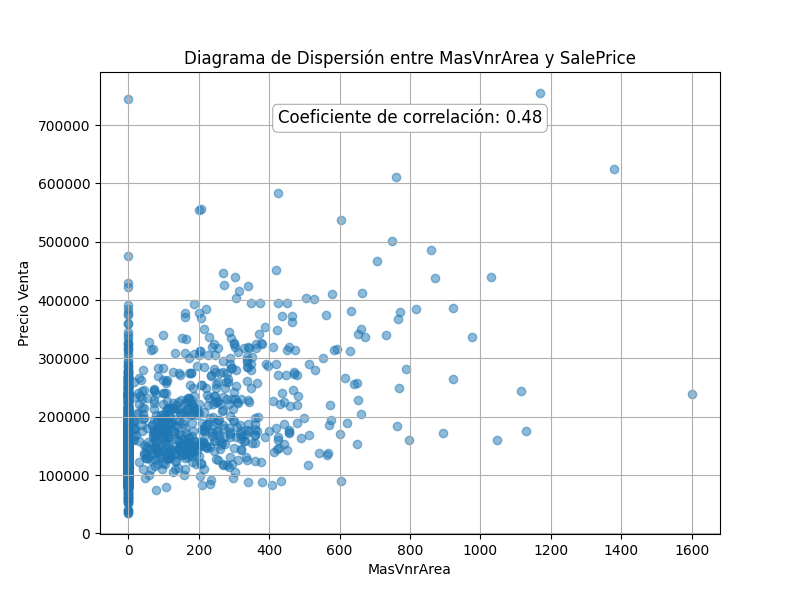 Diagrama de Dispersión entre MasVnrArea y SalePrice
Coeficiente de correlación: 0.48
Precio Venta
700000
600000
500000
400000
300000
200000
100000
0
0 200 400 600 800 1000 1200 1400 1600
MasVnrArea